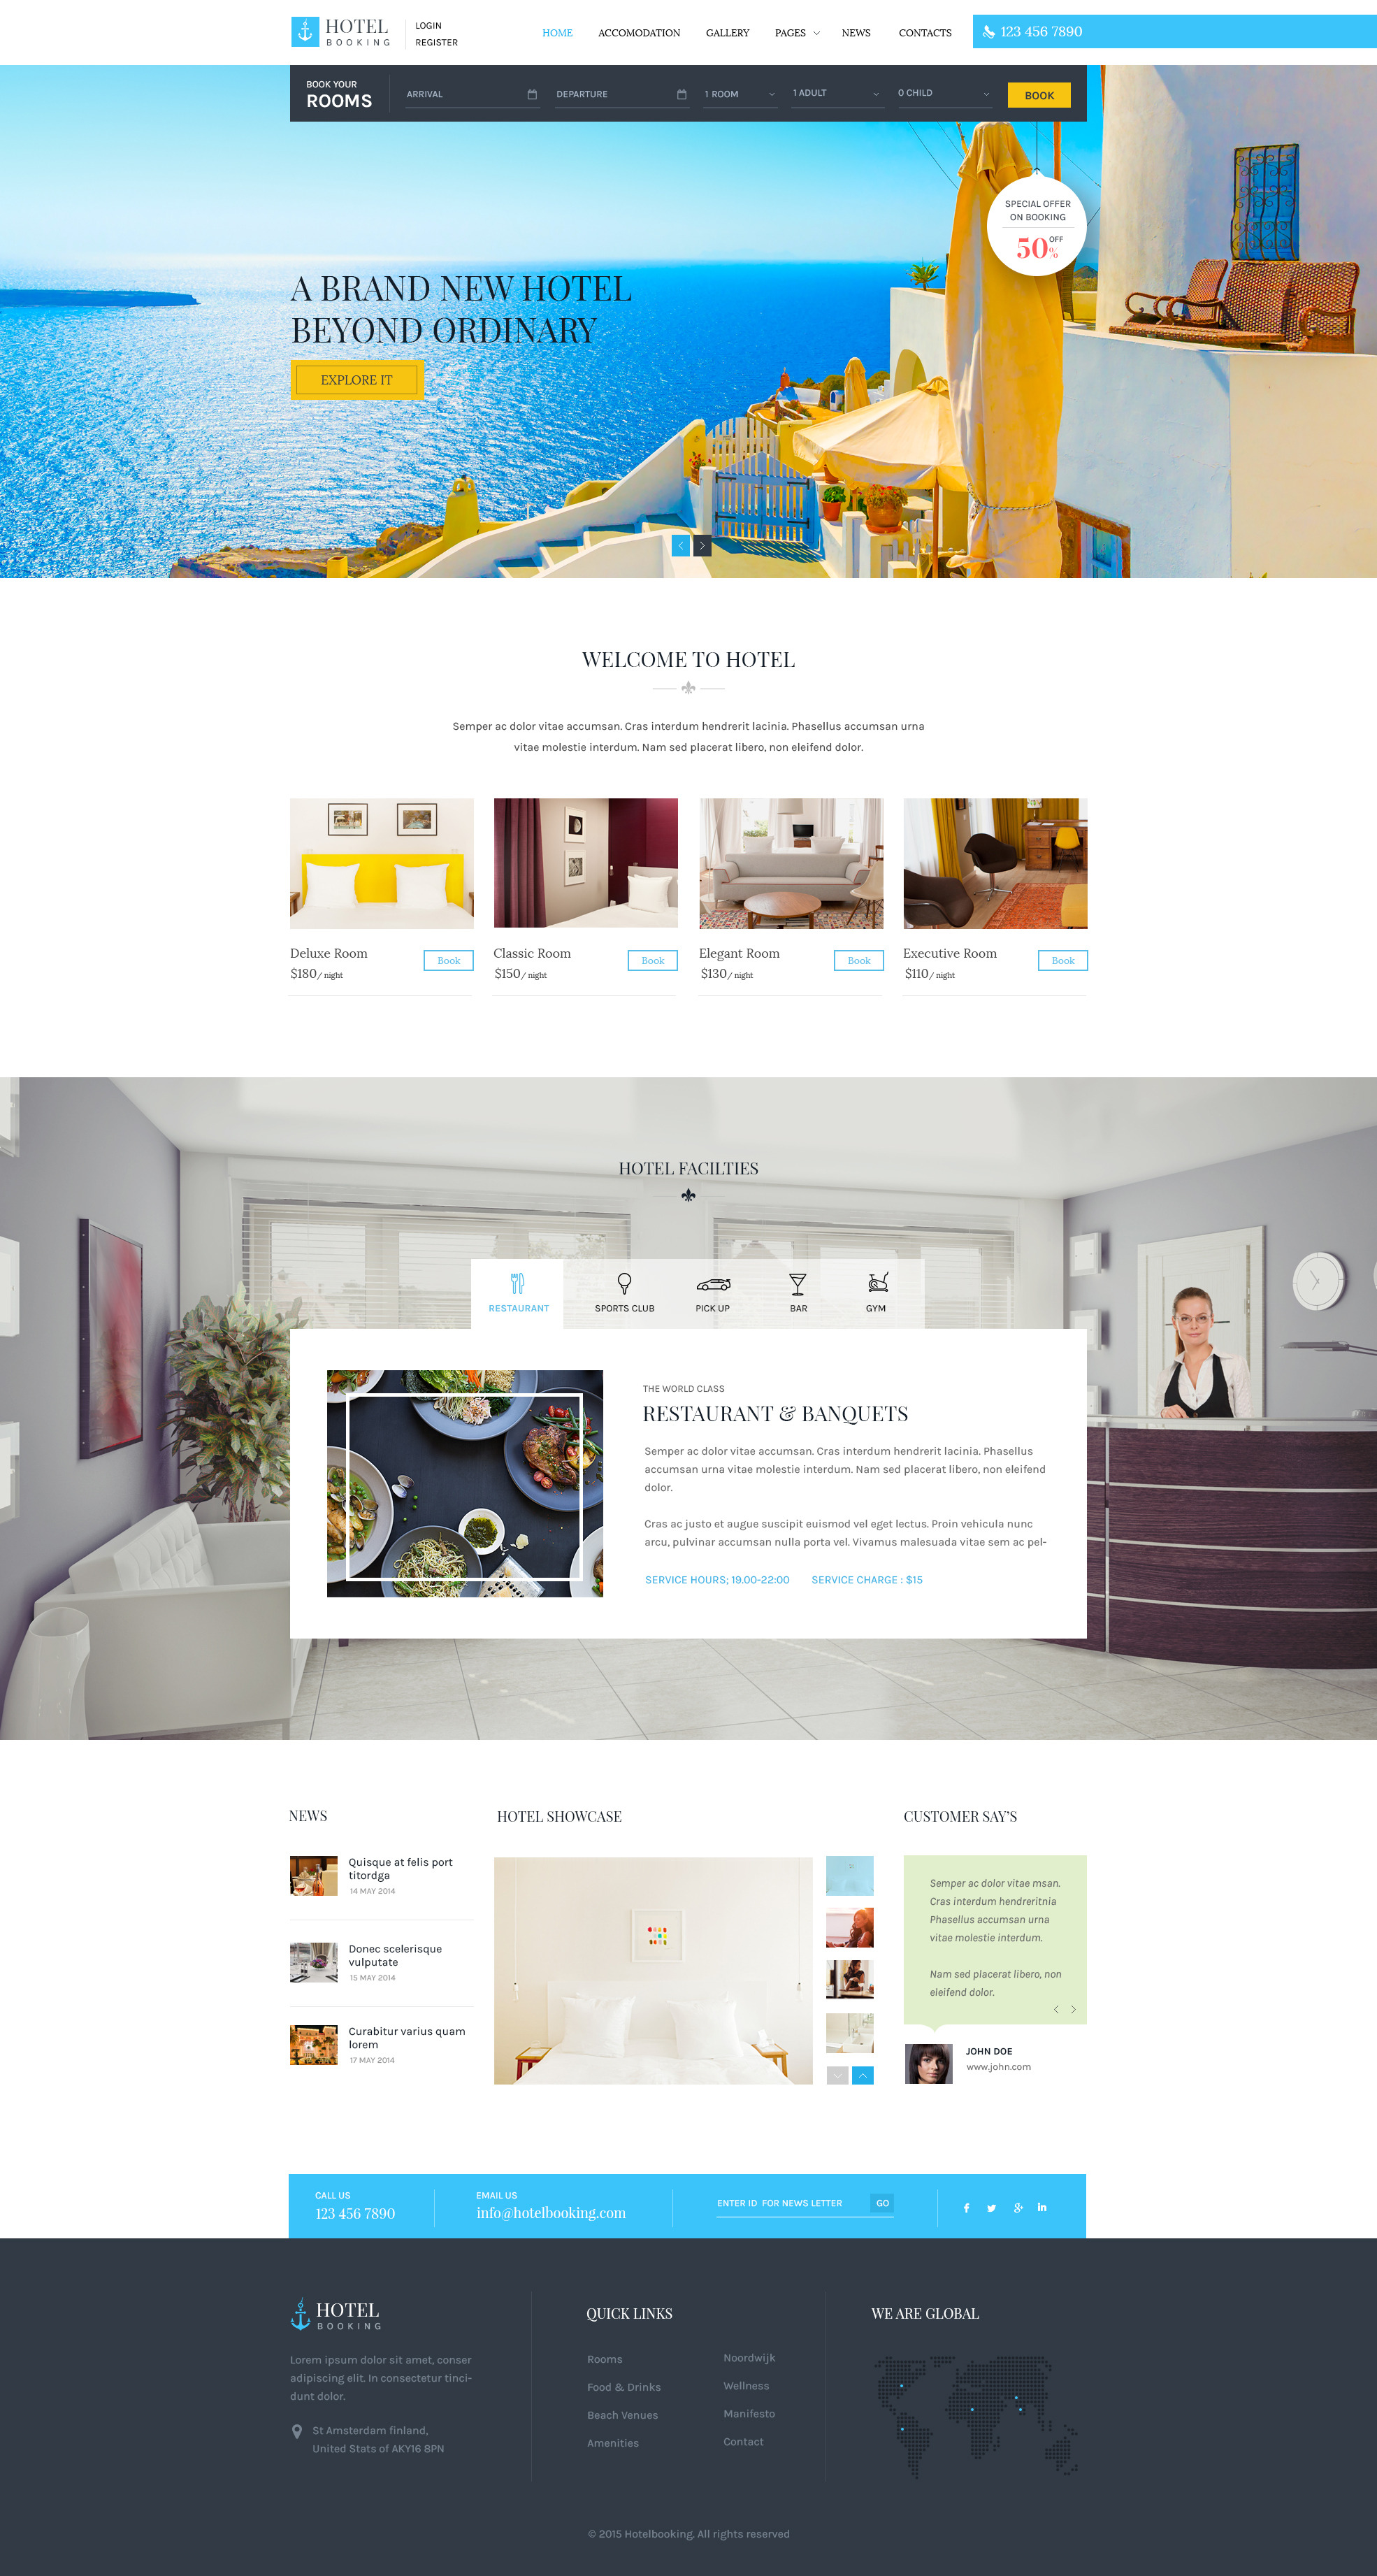 HOTEL
BOOKING
LOGIN
REGISTER
HOME
ACCOMODATION
GALLERY
PAGES
NEWS
CONTACTS
123 456 7890
BOOK YOUR
ROOMS
ARRIVAL
DEPARTURE
1 ROOM
1 ADULT
0 CHILD
BOOK
SPECIAL OFFER
ON BOOKING
50% OFF
A BRAND NEW HOTEL
BEYOND ORDINARY
EXPLORE IT
WELCOME TO HOTEL
Semper ac dolor vitae accumsan. Cras interdum hendrerit lacinia. Phasellus accumsan urna
vitae molestie interdum. Nam sed placerat libero, non eleifend dolor.
Deluxe Room
$180/ night
Book
Classic Room
$150/ night
Book
Elegant Room
$130/ night
Book
Executive Room
$110/ night
Book
HOTEL FACILTIES
RESTAURANT
SPORTS CLUB
PICK UP
BAR
GYM
THE WORLD CLASS
RESTAURANT & BANQUETS
Semper ac dolor vitae accumsan. Cras interdum hendrerit lacinia. Phasellus
accumsan urna vitae molestie interdum. Nam sed placerat libero, non eleifend
dolor.
Cras ac justo et augue suscipit euismod vel eget lectus. Proin vehicula nunc
arcu, pulvinar accumsan nulla porta vel. Vivamus malesuada vitae sem ac pel-
SERVICE HOURS; 19.00-22:00
SERVICE CHARGE : $15
NEWS
Quisque at felis port
titordga
14 MAY 2014
Donec scelerisque
vulputate
15 MAY 2014
Curabitur varius quam
lorem
17 MAY 2014
HOTEL SHOWCASE
CUSTOMER SAY'S
Semper ac dolor vitae msan.
Cras interdum hendreritnia
Phasellus accumsan urna
vitae molestie interdum.
Nam sed placerat libero, non
eleifend dolor.
JOHN DOE
www.john.com
CALL US
123 456 7890
EMAIL US
info@hotelbooking.com
ENTER ID FOR NEWS LETTER
GO
HOTEL
BOOKING
Lorem ipsum dolor sit amet, conser
adipiscing elit. In consectetur tinci-
dunt dolor.
St Amsterdam finland,
United Stats of AKY16 8PN
QUICK LINKS
Rooms
Food & Drinks
Beach Venues
Amenities
Noordwijk
Wellness
Manifesto
Contact
WE ARE GLOBAL
© 2015 Hotelbooking. All rights reserved